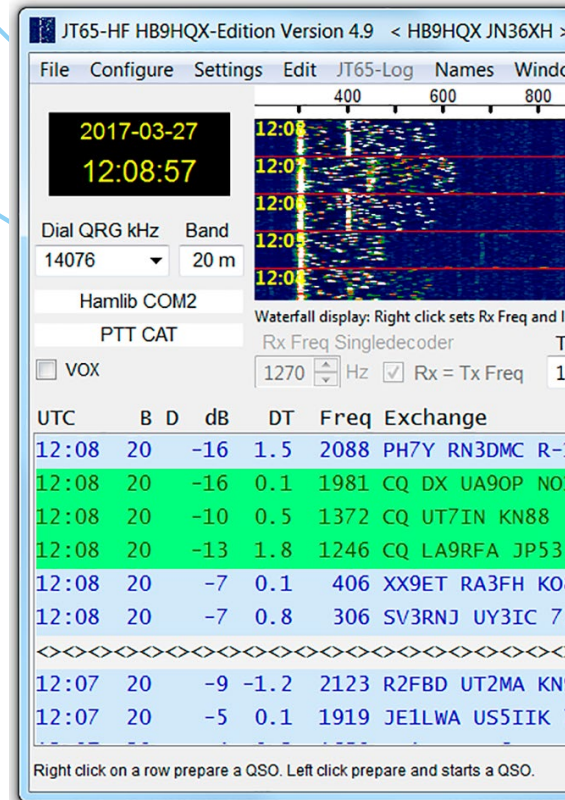 JT65-HF HB9HQX-Edition Version 4.9 < HB9HQX JN36XH >
File Configure Settings Edit JT65-Log Names
400 600 800
2017-03-27
12:08:57
12:08
12:07
12:06
12:05
Dial QRG kHz Band
14076 20 m
Hamlib COM2
PTT CAT
VOX
Waterfall display: Right click sets Rx Freq and
Rx Freq Singledecoder
1270 Hz Rx = Tx Freq
UTC B D dB DT Freq Exchange
12:08 20 -16 1.5 2088 PH7Y RN3DMC
12:08 20 -16 0.1 1981 CQ DX UA9OP
12:08 20 -10 0.5 1372 CQ UT7IN KN88
12:08 20 -13 1.8 1246 CQ LA9RFA JP53
12:08 20 -7 0.1 406 XX9ET RA3FH
12:08 20 -7 0.8 306 SV3RNJ UY3IC
12:07 20 -9 -1.2 2123 R2FBD UT2MA
12:07 20 -5 0.1 1919 JE1LWA US5IIK
Right click on a row prepare a QSO. Left click prepare and starts a QSO.